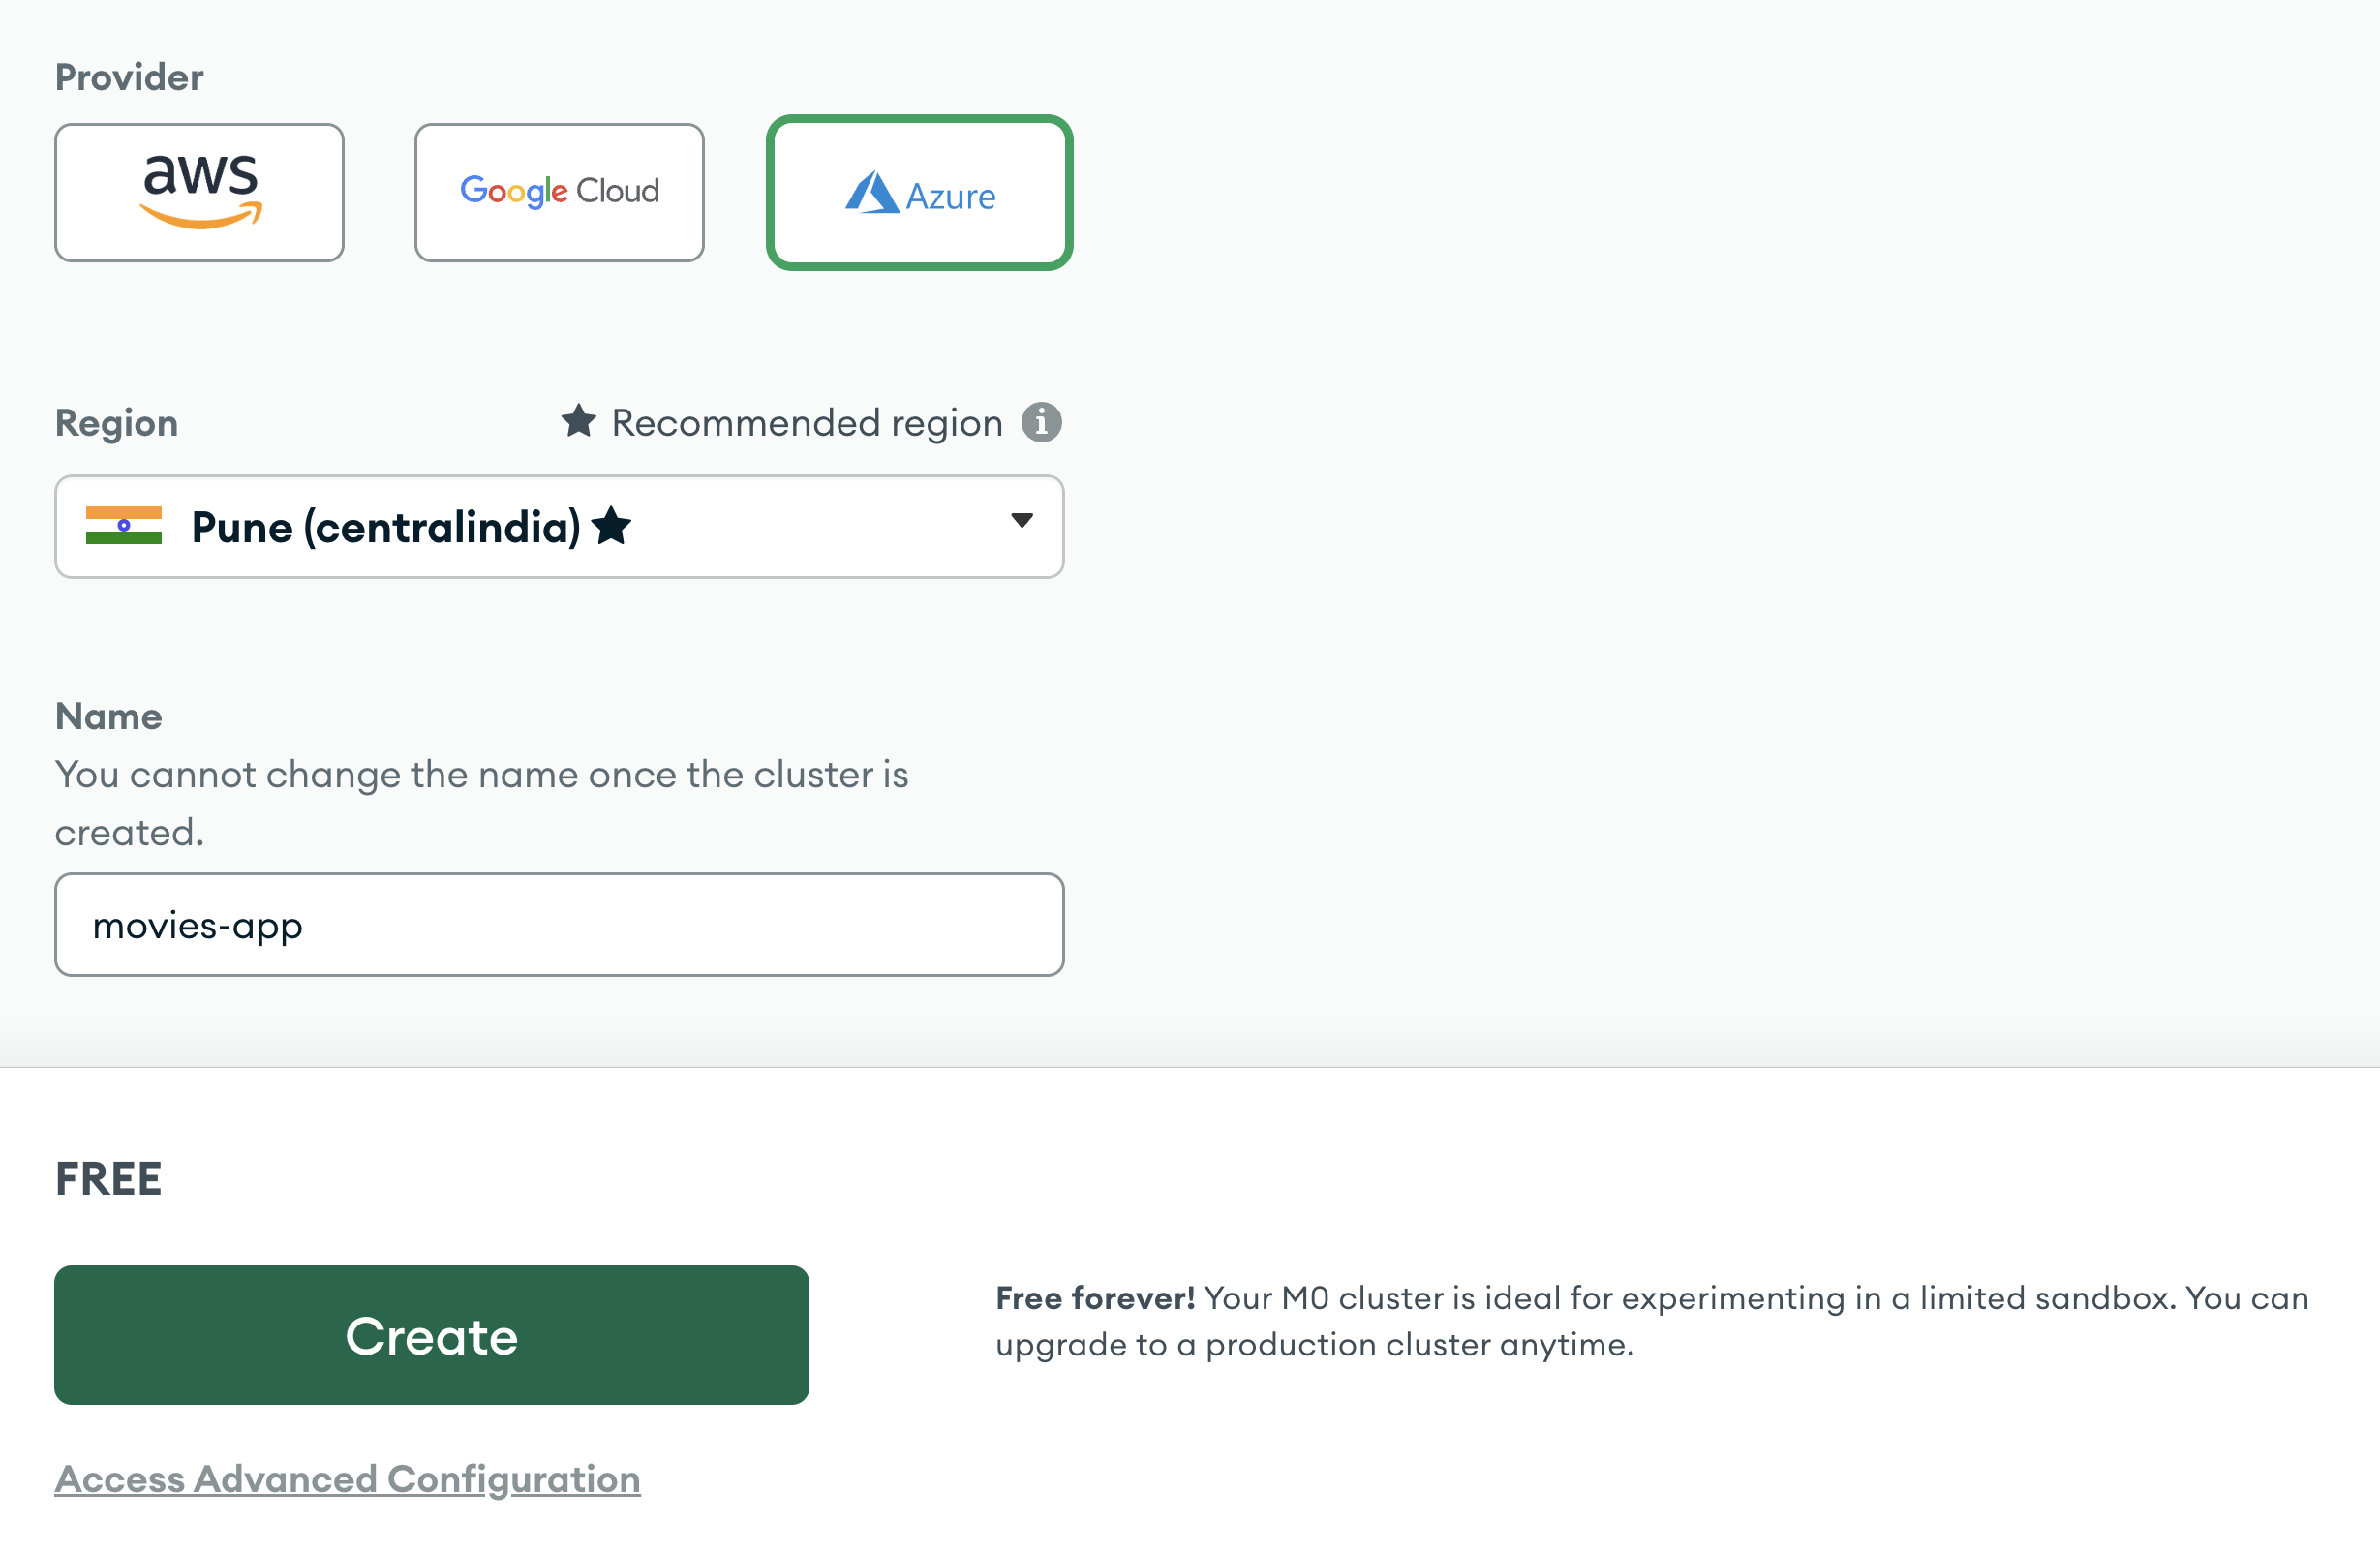 Provider
aws
Google Cloud
Azure
Region
Recommended region
Pune (centralindia)
Name
You cannot change the name once the cluster is
created.
movies-app
FREE
Create
Free forever! Your M0 cluster is ideal for experimenting in a limited sandbox. You can
upgrade to a production cluster anytime.
Access Advanced Configuration